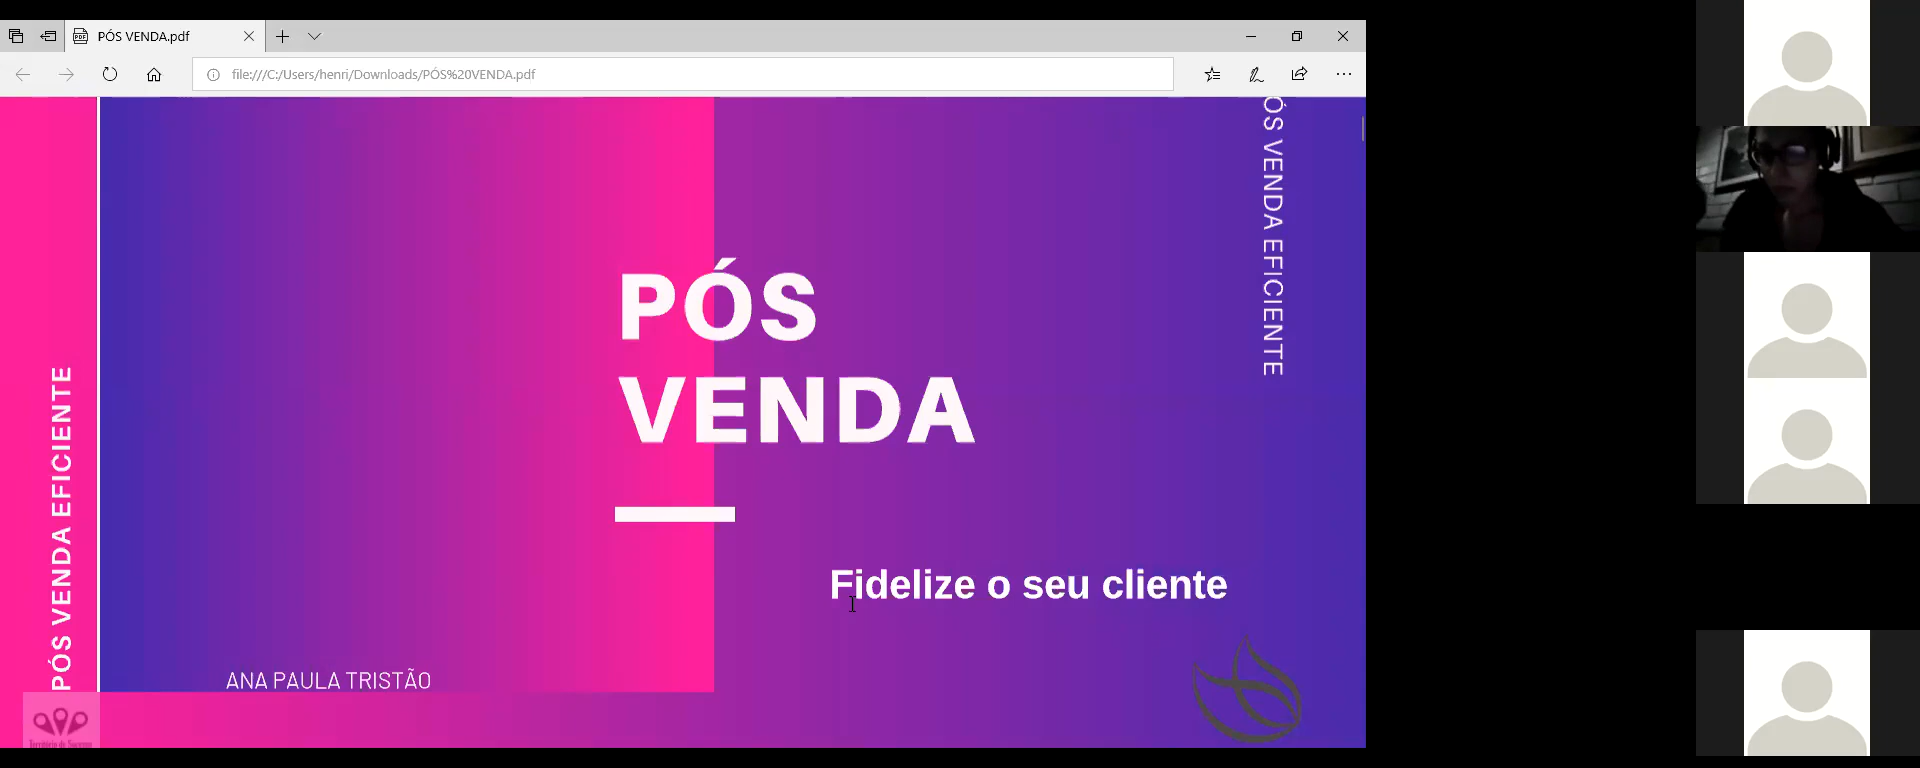 PÓS VENDA.pdf
file:///C:/Users/henri/Downloads/PÓS%20VENDA.pdf
PÓS VENDA EFICIENTE
ÓS VENDA EFICIENTE
PÓS
VENDA
Fidelize o seu cliente
ANA PAULA TRISTÃO